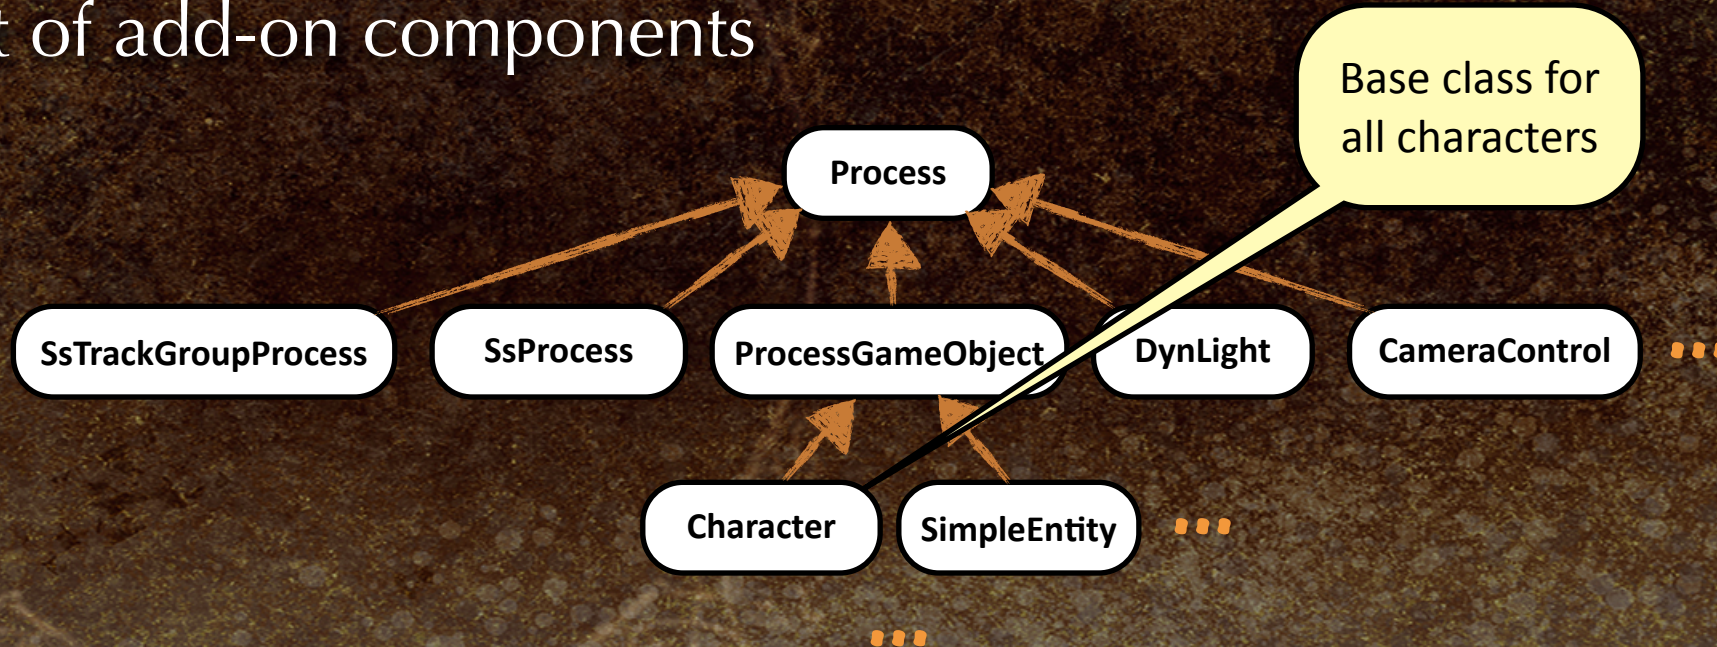 of add-on components
Base class for
all characters
Process
SsTrackGroupProcess
SsProcess
ProcessGameObject
DynLight
CameraControl
...
Character
SimpleEntity
...
...